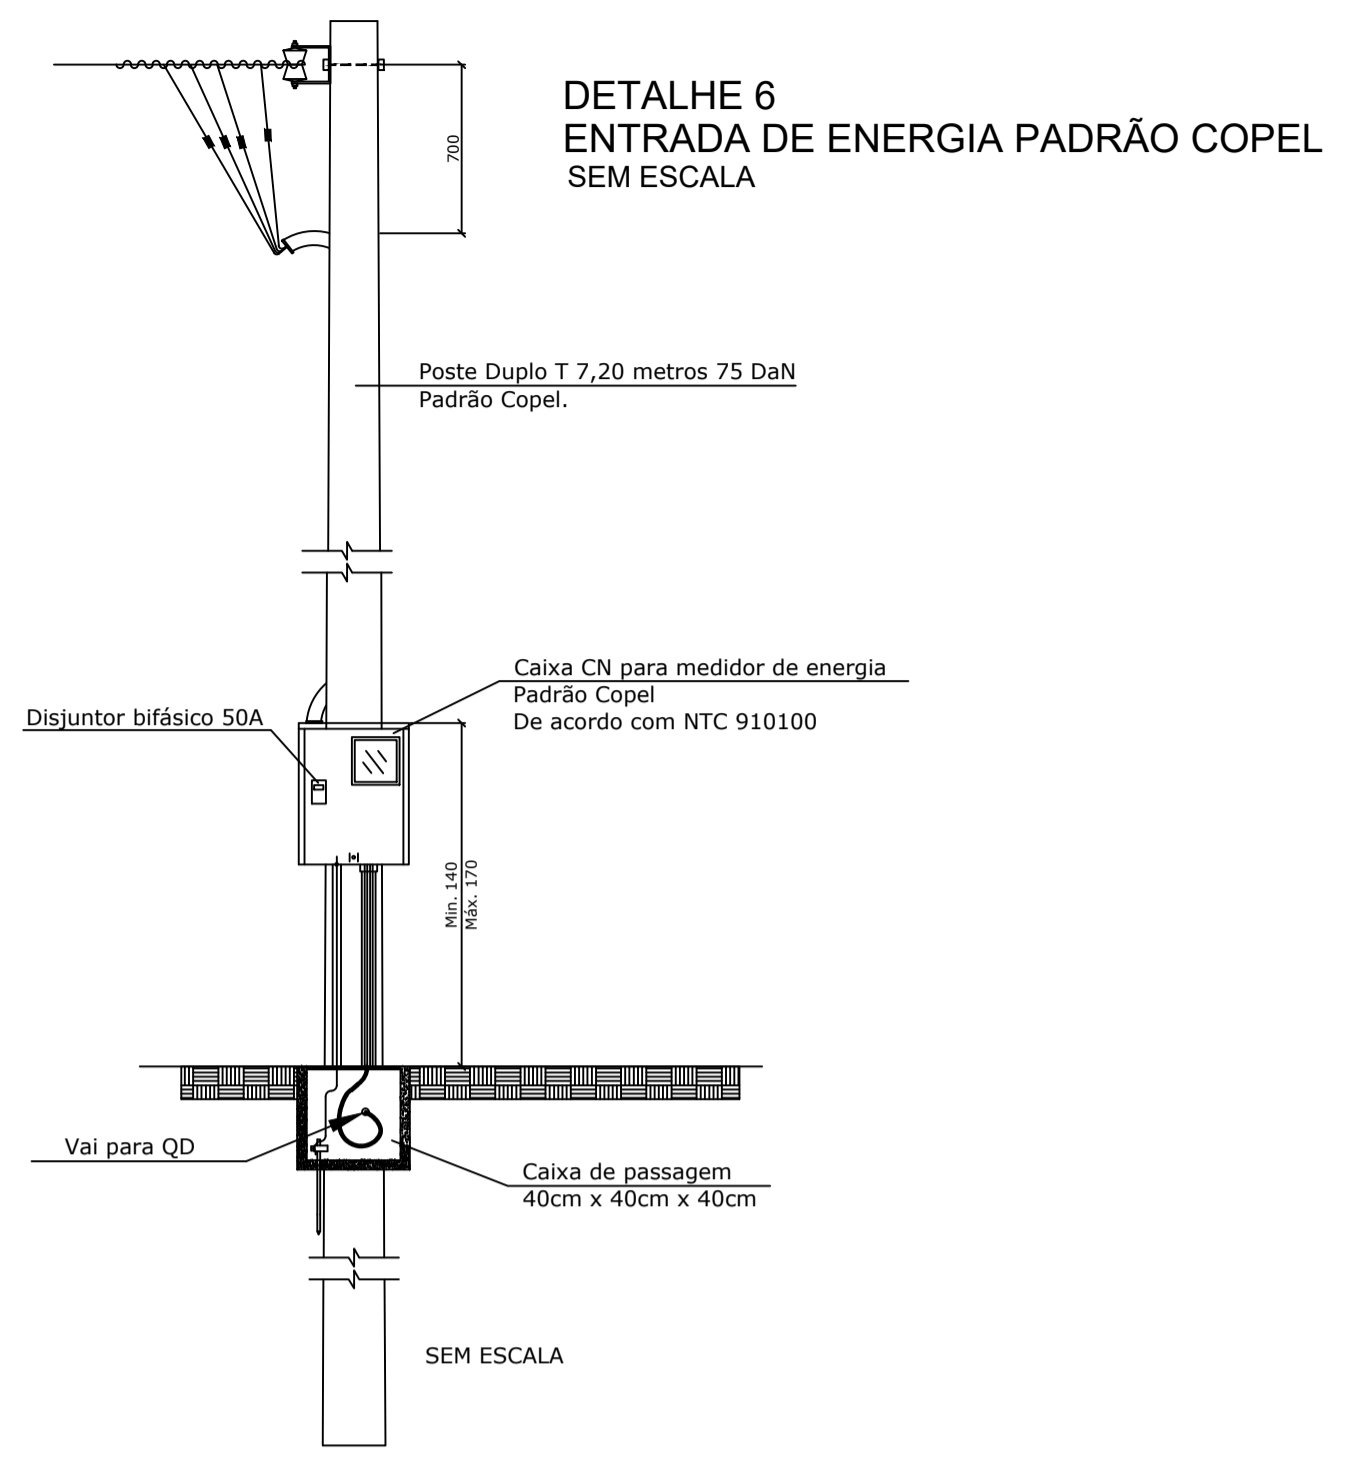 DETALHE 6
ENTRADA DE ENERGIA PADRÃO COPEL
SEM ESCALA
700
Poste Duplo T 7,20 metros 75 DaN
Padrão Copel.
Caixa CN para medidor de energia
Padrão Copel
De acordo com NTC 910100
Disjuntor bifásico 50A
Min. 140
Máx. 170
Vai para QD
Caixa de passagem
40cm x 40cm x 40cm
SEM ESCALA